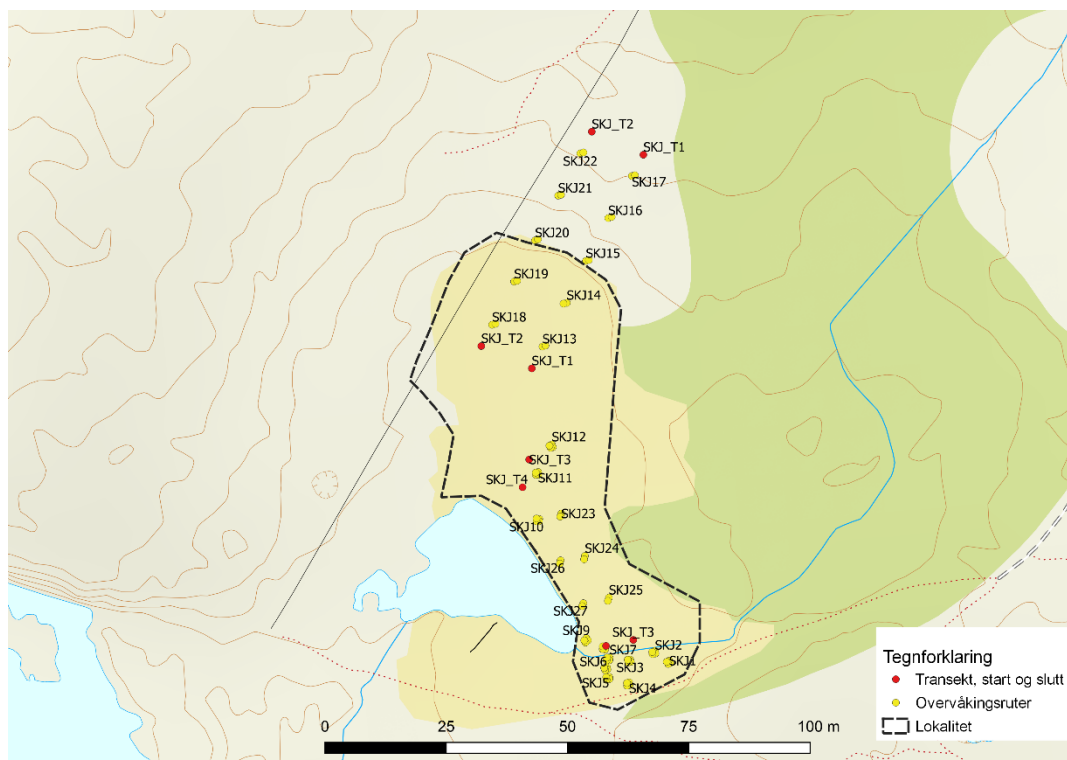 SKJ_T2
SKJ_T1
SKJ22
SKJ17
SKJ21
SKJ16
SKJ20
SKJ15
SKJ19
SKJ14
SKJ18
SKJ_T2
SKJ13
SKJ_T1
SKJ12
SKJ_T3
SKJ_T4
SKJ11
SKJ23
SKJ10
SKJ24
SKJ26
SKJ25
SKJ27
SKJ9
SKJ_T3
SKJ7
SKJ2
SKJ6
SKJ3
SKJ1
SKJ5
SKJ4
Tegnforklaring
Transekt, start og slutt
Overvåkingsruter
Lokalitet
0 25 50 75 100 m